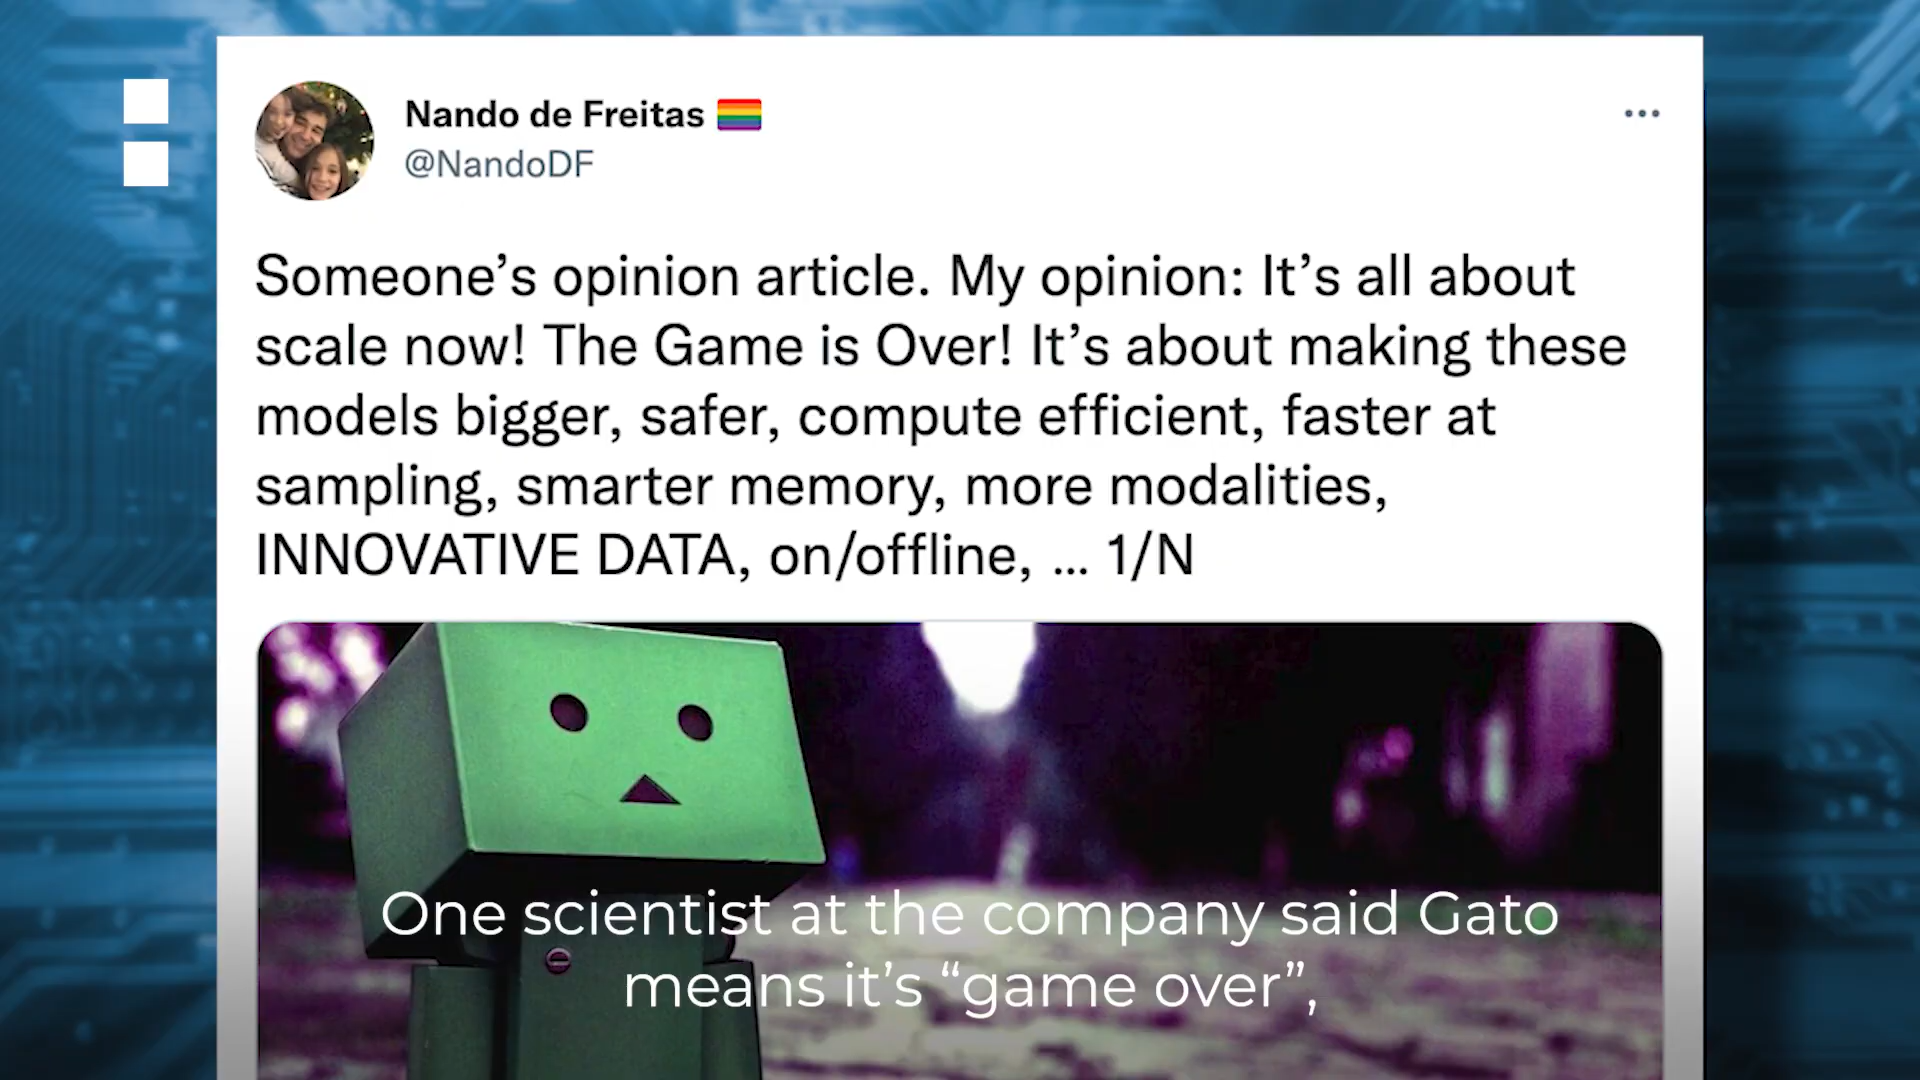 Nando de Freitas
@NandoDF
Someone’s opinion article. My opinion: It’s all about
scale now! The Game is Over! It’s about making these
models bigger, safer, compute efficient, faster at
sampling, smarter memory, more modalities,
INNOVATIVE DATA, on/offline, ... 1/N
One scientist at the company said Gato
means it’s “game over”,